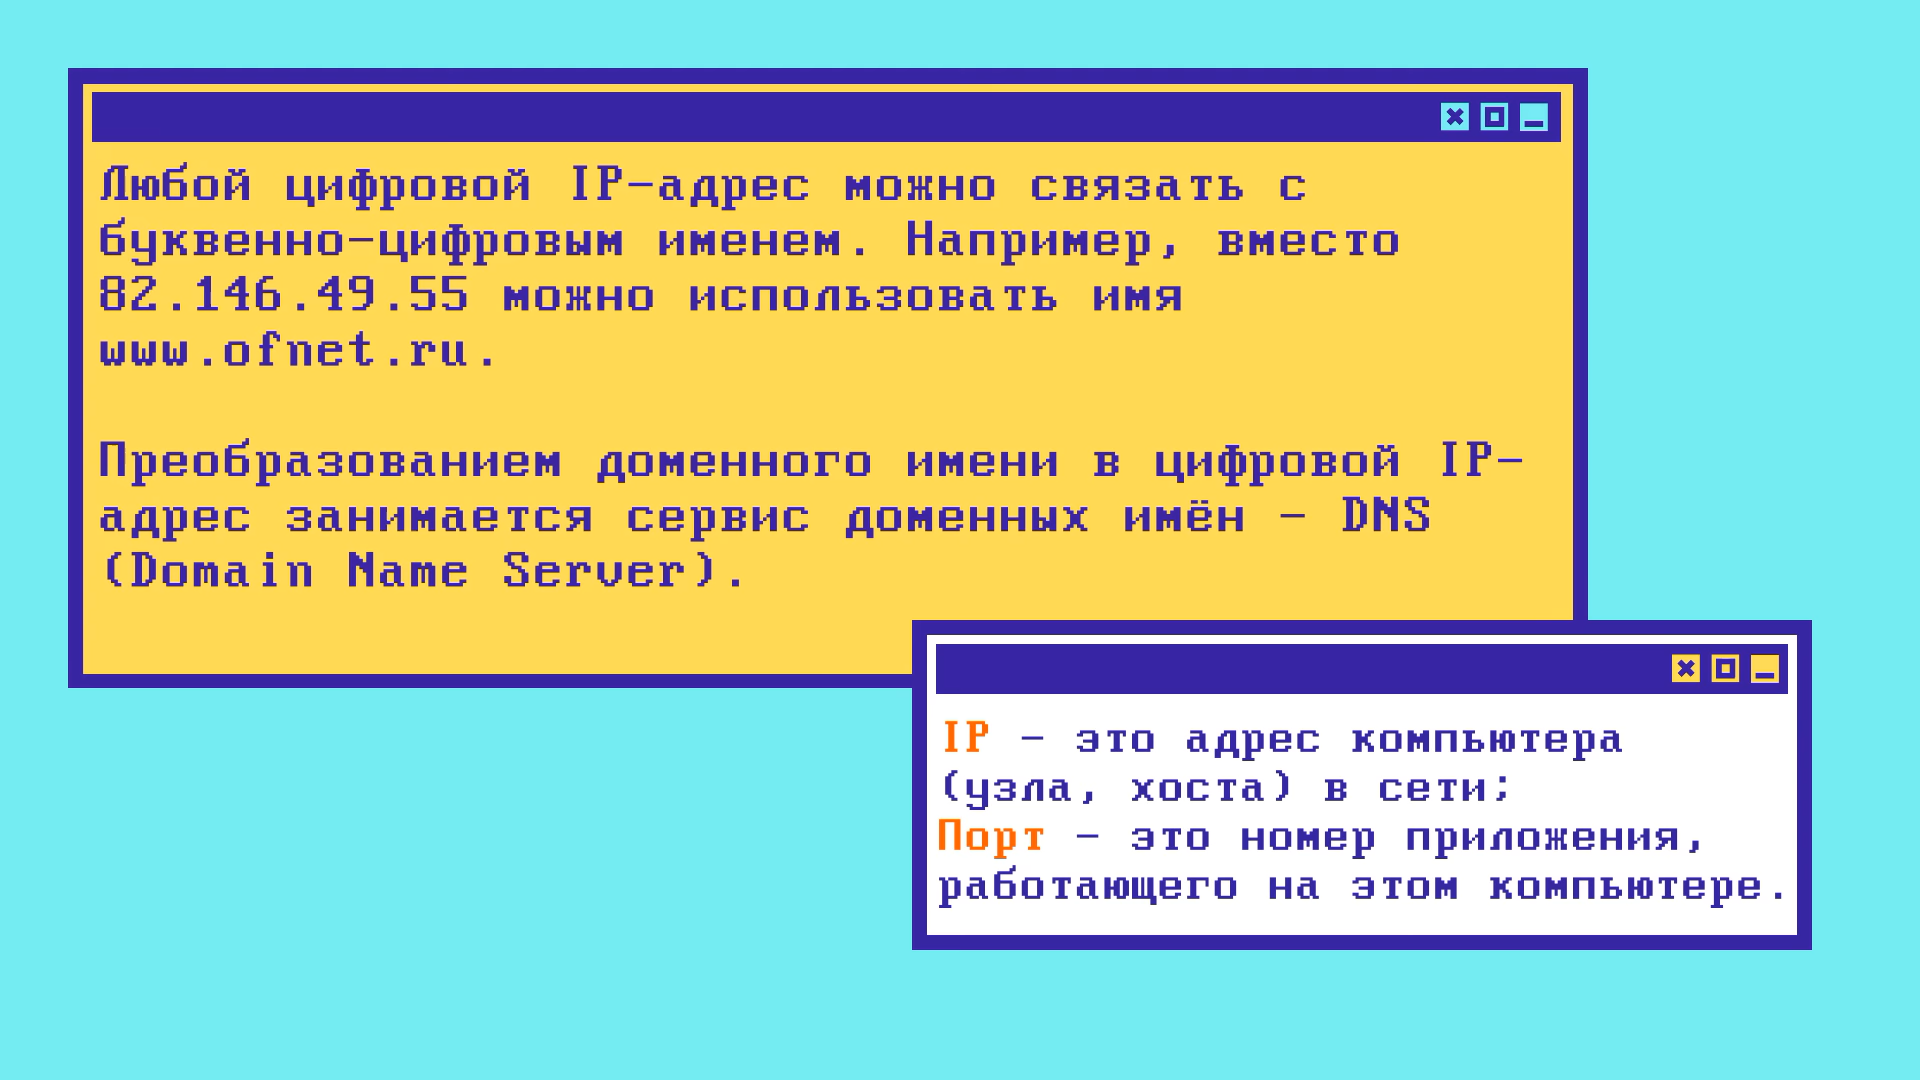 Любой цифровой IP-адрес можно связать с
буквенно-цифровым именем. Например, вместо
82.146.49.55 можно использовать имя
www.ofnet.ru.
Преобразованием доменного имени в цифровой IP-
адрес занимается сервис доменных имён - DNS
(Domain Name Server).
IP - это адрес компьютера
(узла, хоста) в сети;
Порт - это номер приложения,
работающего на этом компьютере.